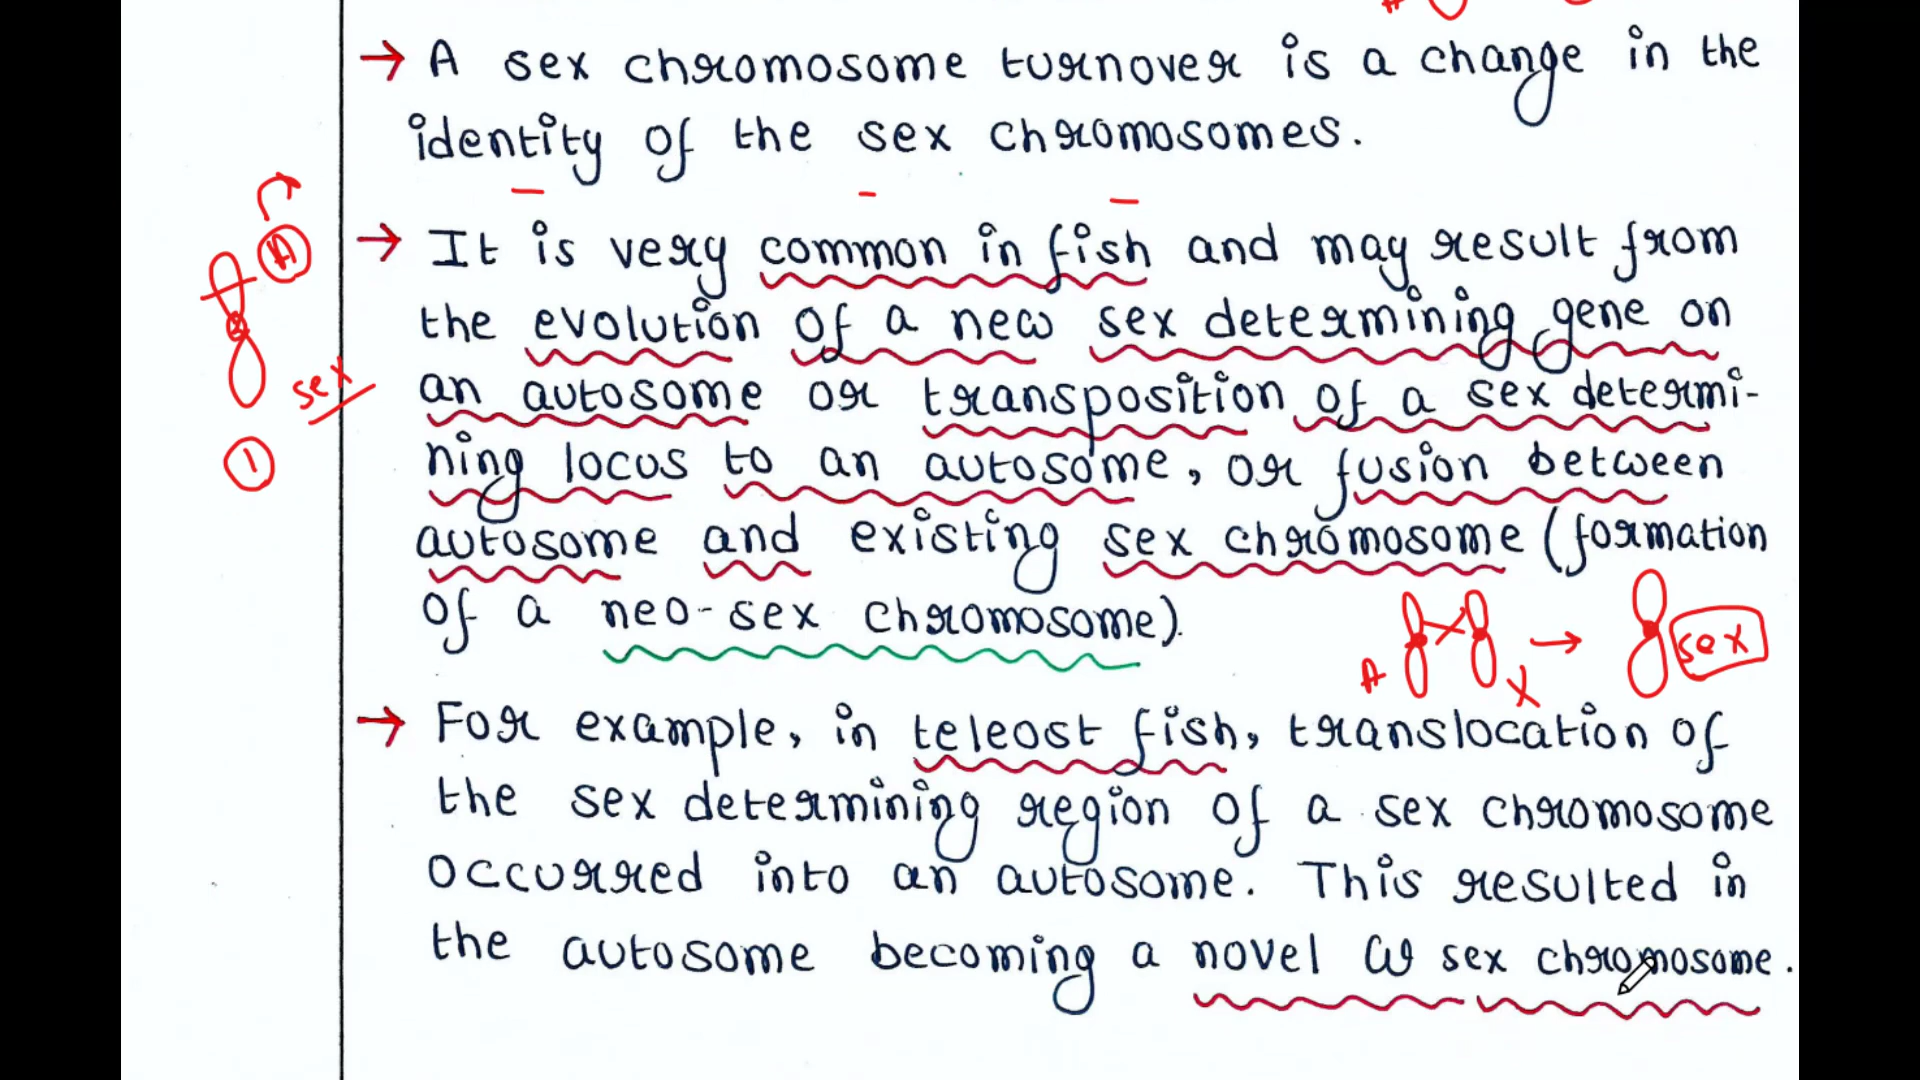 → A sex chromosome turnover is a change in the
identity of the sex chromosomes.
→ It is very common in fish and may result from
the evolution of a new sex determining gene on
an autosome or transposition of a sex determi-
ning locus to an autosome, or fusion between
autosome and existing sex chromosome (formation
of a neo-sex chromosome).
→ For example, in teleost fish, translocation of
the sex determining region of a sex chromosome
occurred into an autosome. This resulted in
the autosome becoming a novel W sex chromosome.
A
sex
1
A
X
→
sex